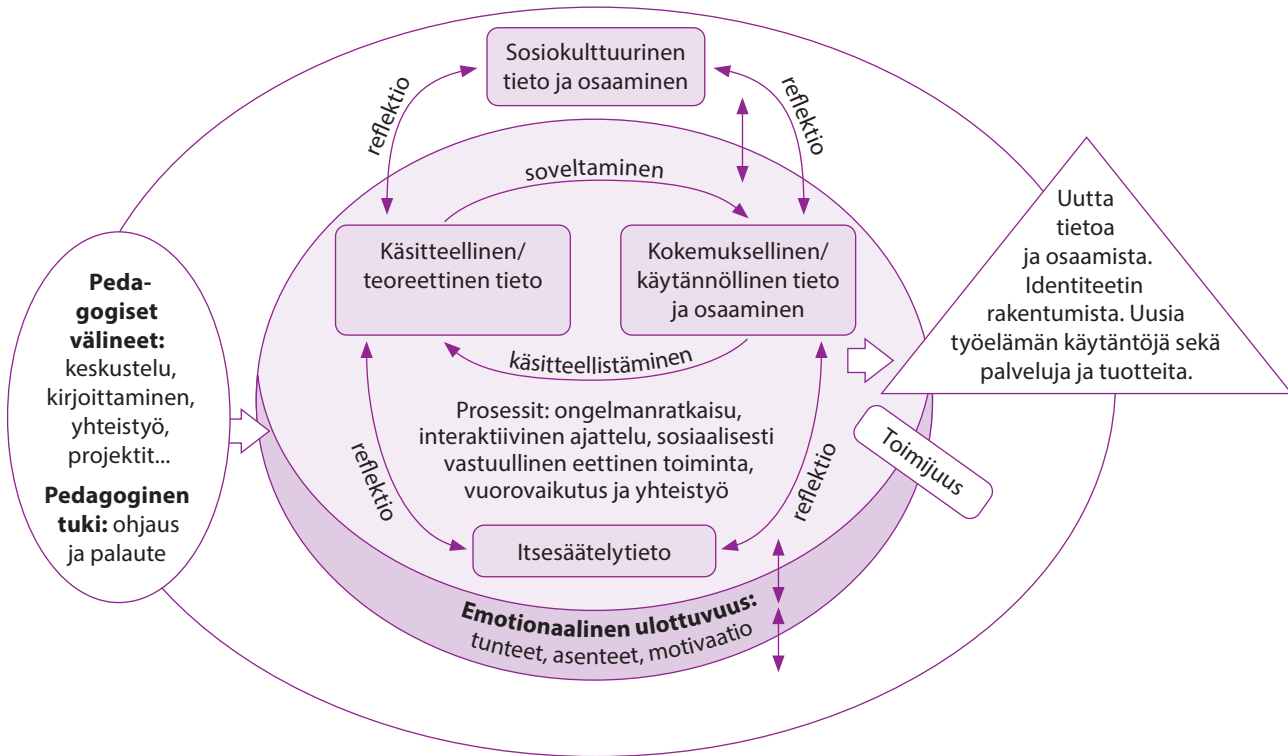 Sosiokulttuurinen
tieto ja osaaminen
reflektio
reflektio
soveltaminen
Käsitteellinen/
teoreettinen tieto
Kokemuksellinen/
käytännöllinen tieto
ja osaaminen
käsitteellistäminen
Peda-
gogiset
välineet:
keskustelu,
kirjoittaminen,
yhteistyö,
projektit...
Pedagoginen
tuki: ohjaus
ja palaute
Prosessit: ongelmanratkaisu,
interaktiivinen ajattelu, sosiaalisesti
vastuullinen eettinen toiminta,
vuorovaikutus ja yhteistyö
reflektio
reflektio
Itsesäätelytieto
Emotionaalinen ulottuvuus:
tunteet, asenteet, motivaatio
Toimijuus
Uutta
tietoa
ja osaamista.
Identiteetin
rakentumista. Uusia
työelämän käytäntöjä sekä
palveluja ja tuotteita.